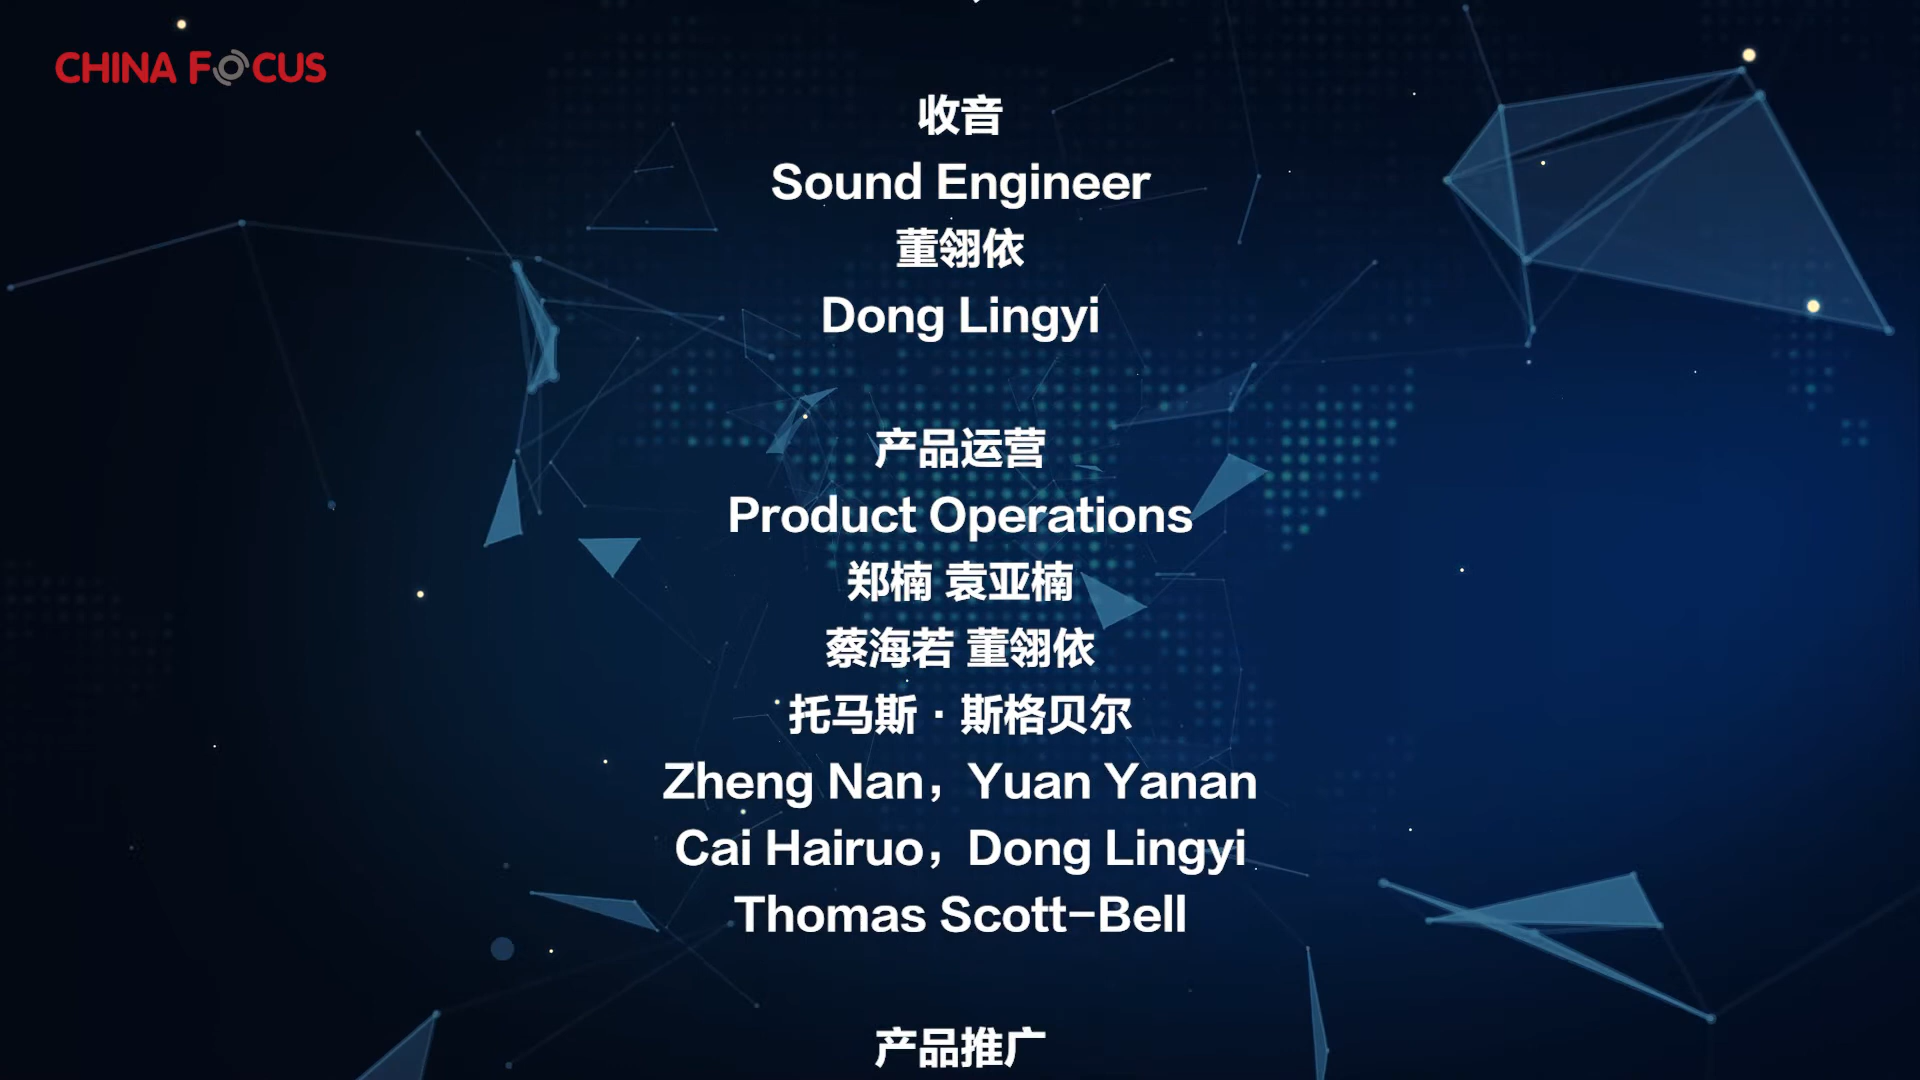 CHINA FOCUS
收音
Sound Engineer
董翎依
Dong Lingyi
产品运营
Product Operations
郑楠 袁亚楠
蔡海若 董翎依
托马斯·斯格贝尔
Zheng Nan，Yuan Yanan
Cai Hairuo，Dong Lingyi
Thomas Scott-Bell
产品推广